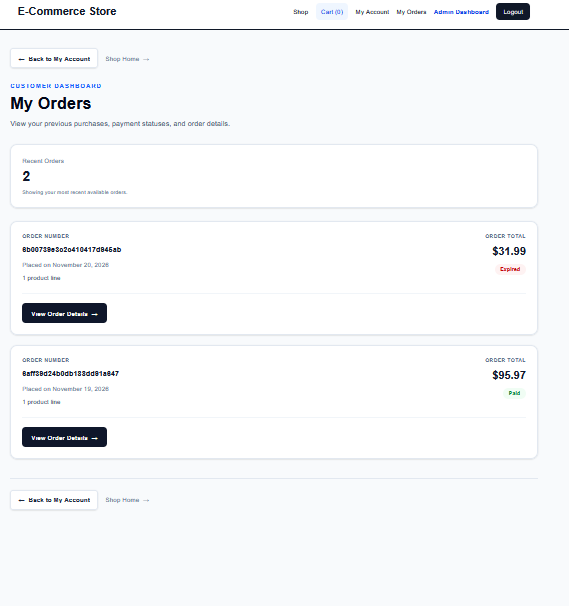 E-Commerce Store
Shop Cart (0) My Account My Orders Admin Dashboard Logout
← Back to My Account Shop Home →
CUSTOMER DASHBOARD
My Orders
View your previous purchases, payment statuses, and order details.
Recent Orders
2
Showing your most recent available orders.
ORDER NUMBER ORDER TOTAL
$31.99
Placed on November 20, 2026 Expired
1 product line
View Order Details →
ORDER NUMBER ORDER TOTAL
$95.97
Placed on November 19, 2026 Paid
1 product line
View Order Details →
← Back to My Account Shop Home →